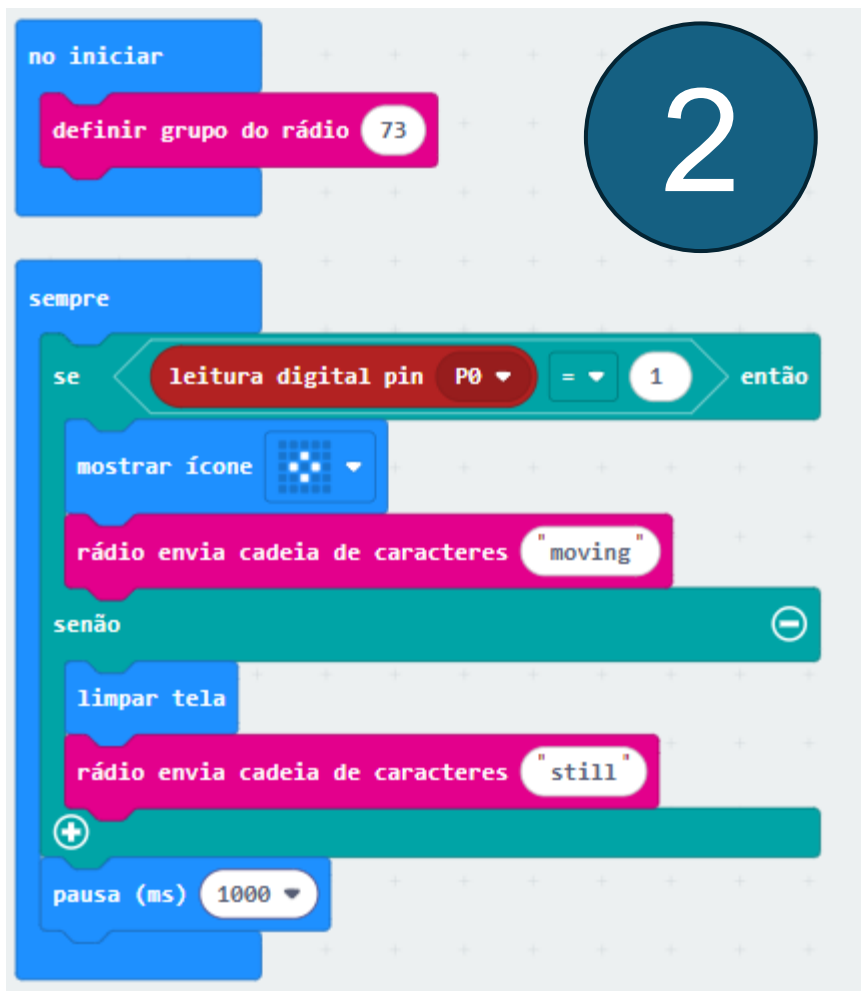 no iniciar
definir grupo do rádio 73
2
sempre
se leitura digital pin P0 = 1 então
mostrar ícone
rádio envia cadeia de caracteres "moving"
senão
limpar tela
rádio envia cadeia de caracteres "still"
pausa (ms) 1000